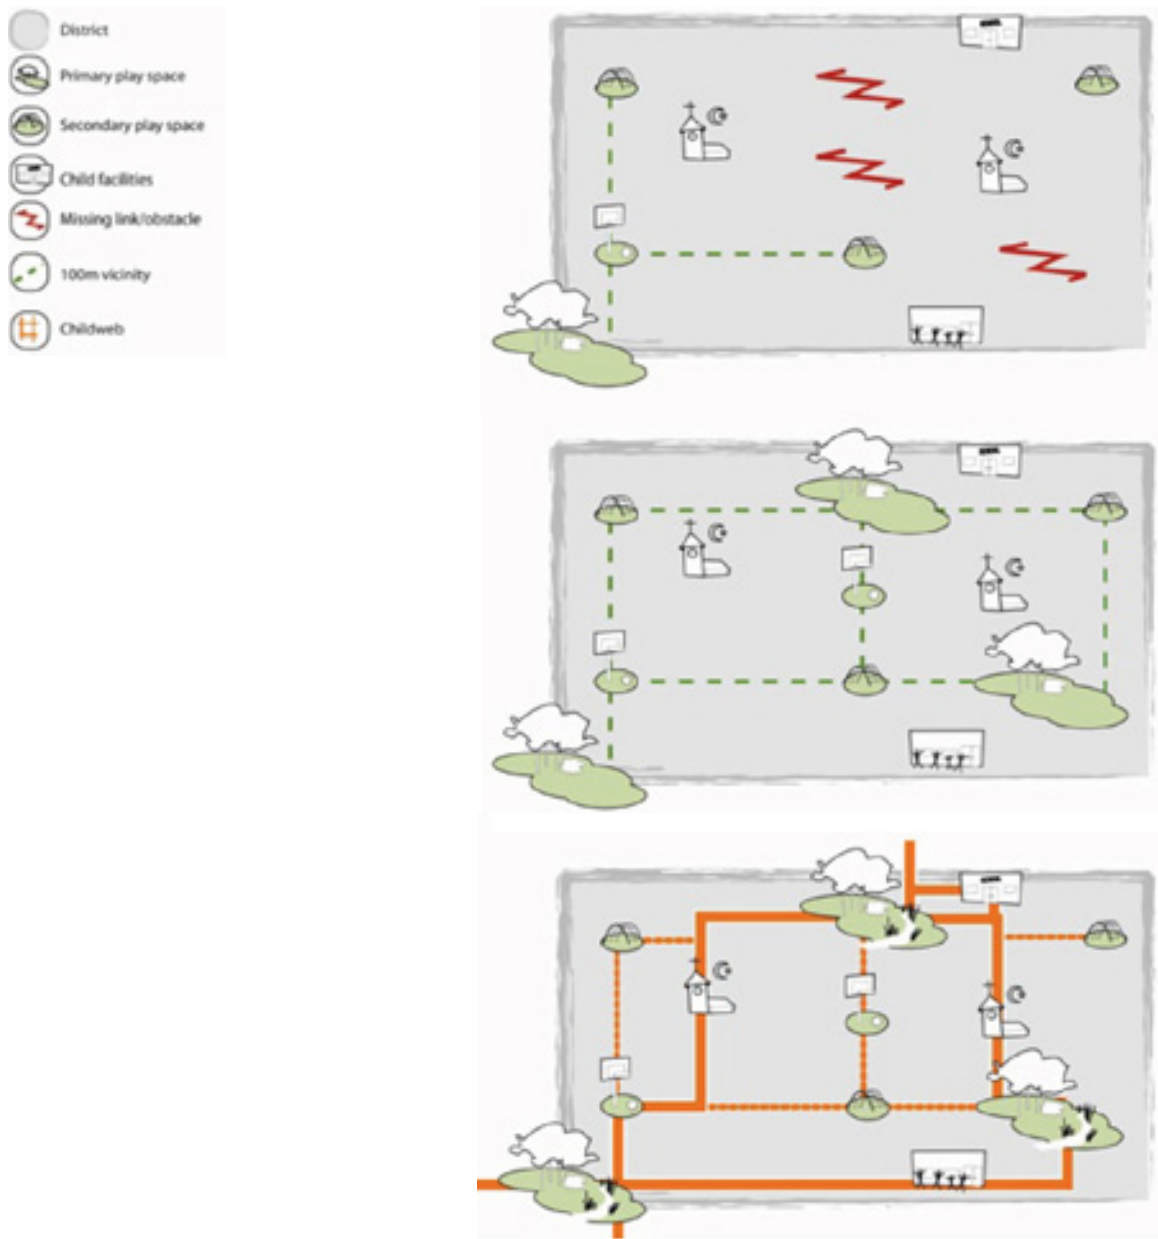 District
Primary play space
Secondary play space
Child facilities
Missing link/obstacle
100m vicinity
Childweb